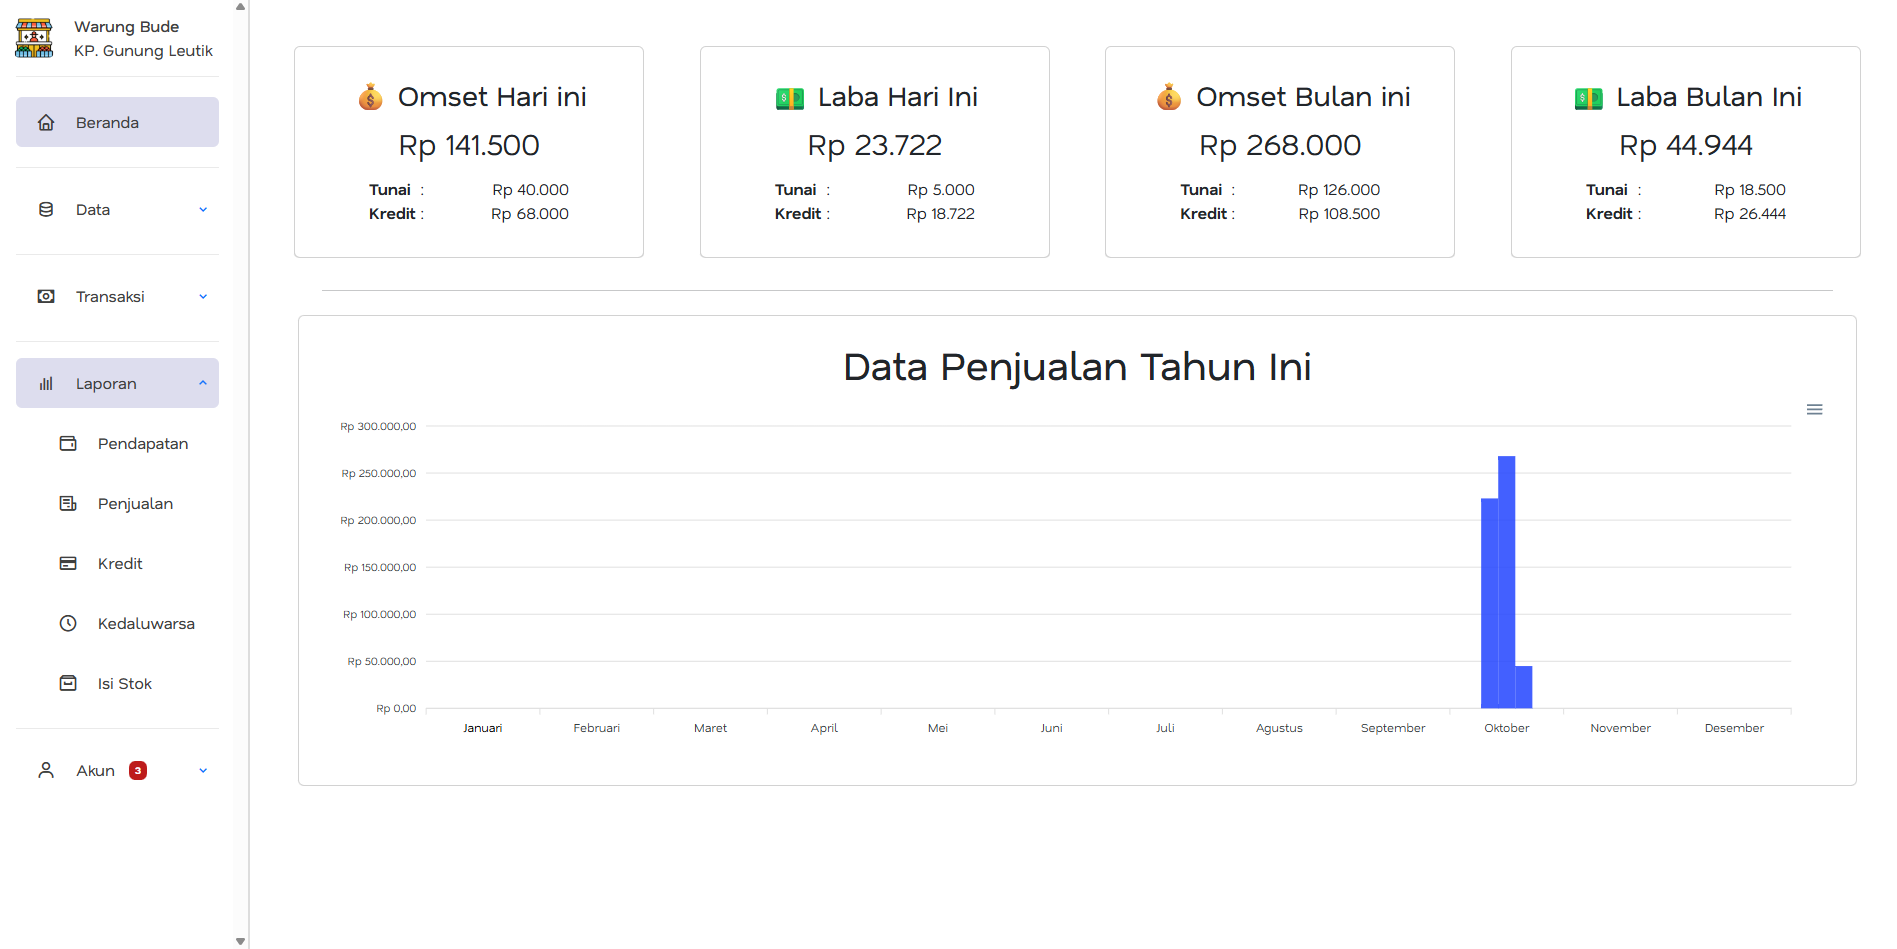 Warung Bude
KP. Gunung Leutik
Beranda
Data
Transaksi
Laporan
Pendapatan
Penjualan
Kredit
Kedaluwarsa
Isi Stok
Akun 3
Omset Hari ini
Rp 141.500
Tunai : Rp 40.000
Kredit : Rp 68.000
Laba Hari Ini
Rp 23.722
Tunai : Rp 5.000
Kredit : Rp 18.722
Omset Bulan ini
Rp 268.000
Tunai : Rp 126.000
Kredit : Rp 108.500
Laba Bulan Ini
Rp 44.944
Tunai : Rp 18.500
Kredit : Rp 26.444
Data Penjualan Tahun Ini
Rp 300.000,00
Rp 250.000,00
Rp 200.000,00
Rp 150.000,00
Rp 100.000,00
Rp 50.000,00
Rp 0,00
Januari Februari Maret April Mei Juni Juli Agustus September Oktober November Desember